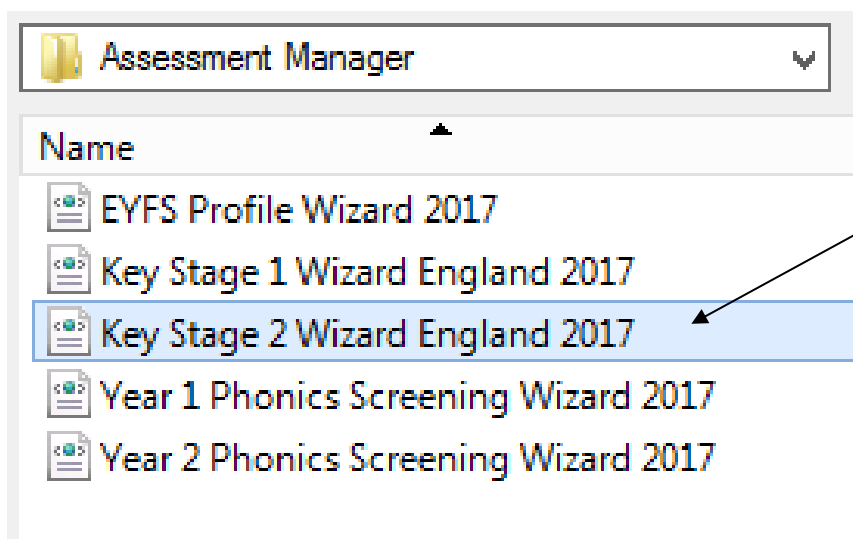 Assessment Manager
Name
EYFS Profile Wizard 2017
Key Stage 1 Wizard England 2017
Key Stage 2 Wizard England 2017
Year 1 Phonics Screening Wizard 2017
Year 2 Phonics Screening Wizard 2017